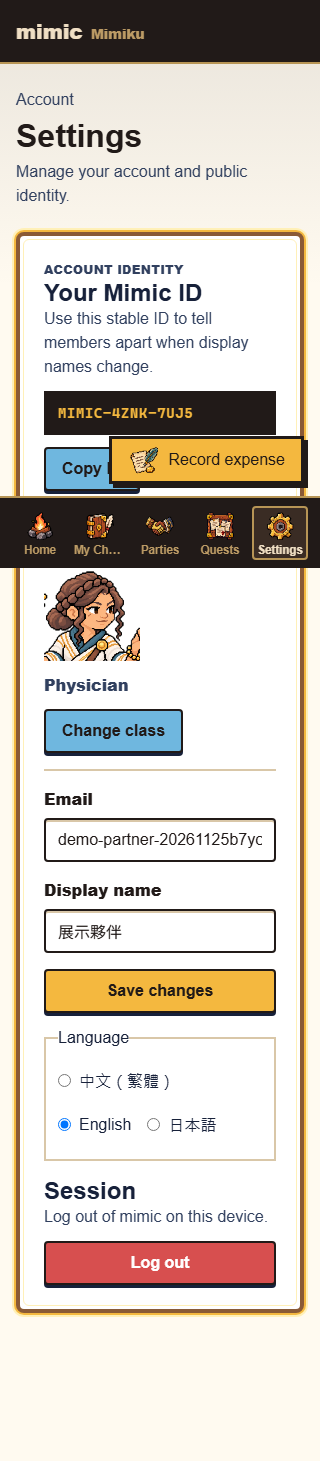 mimic Mimiku
Account
Settings
Manage your account and public
identity.
ACCOUNT IDENTITY
Your Mimic ID
Use this stable ID to tell
members apart when display
names change.
MIMIC-4ZNK-7UJ5
Copy
Record expense
Home
My Ch...
Parties
Quests
Settings
Physician
Change class
Email
demo-partner-20261125b7yc
Display name
展示夥伴
Save changes
Language
中文（繁體）
English 日本語
Session
Log out of mimic on this device.
Log out